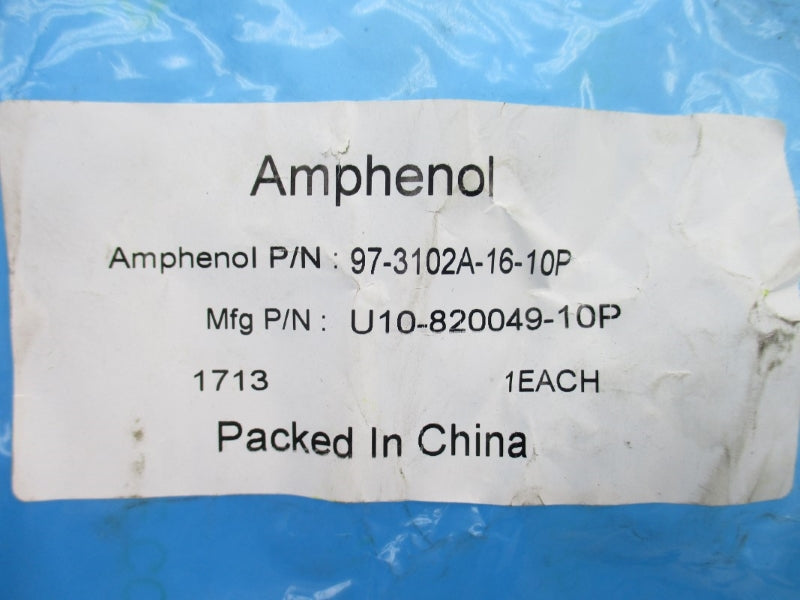 Amphenol
Amphenol P/N : 97-3102A-16-10P
Mfg P/N : U10-820049-10P
1713 1EACH
Packed In China